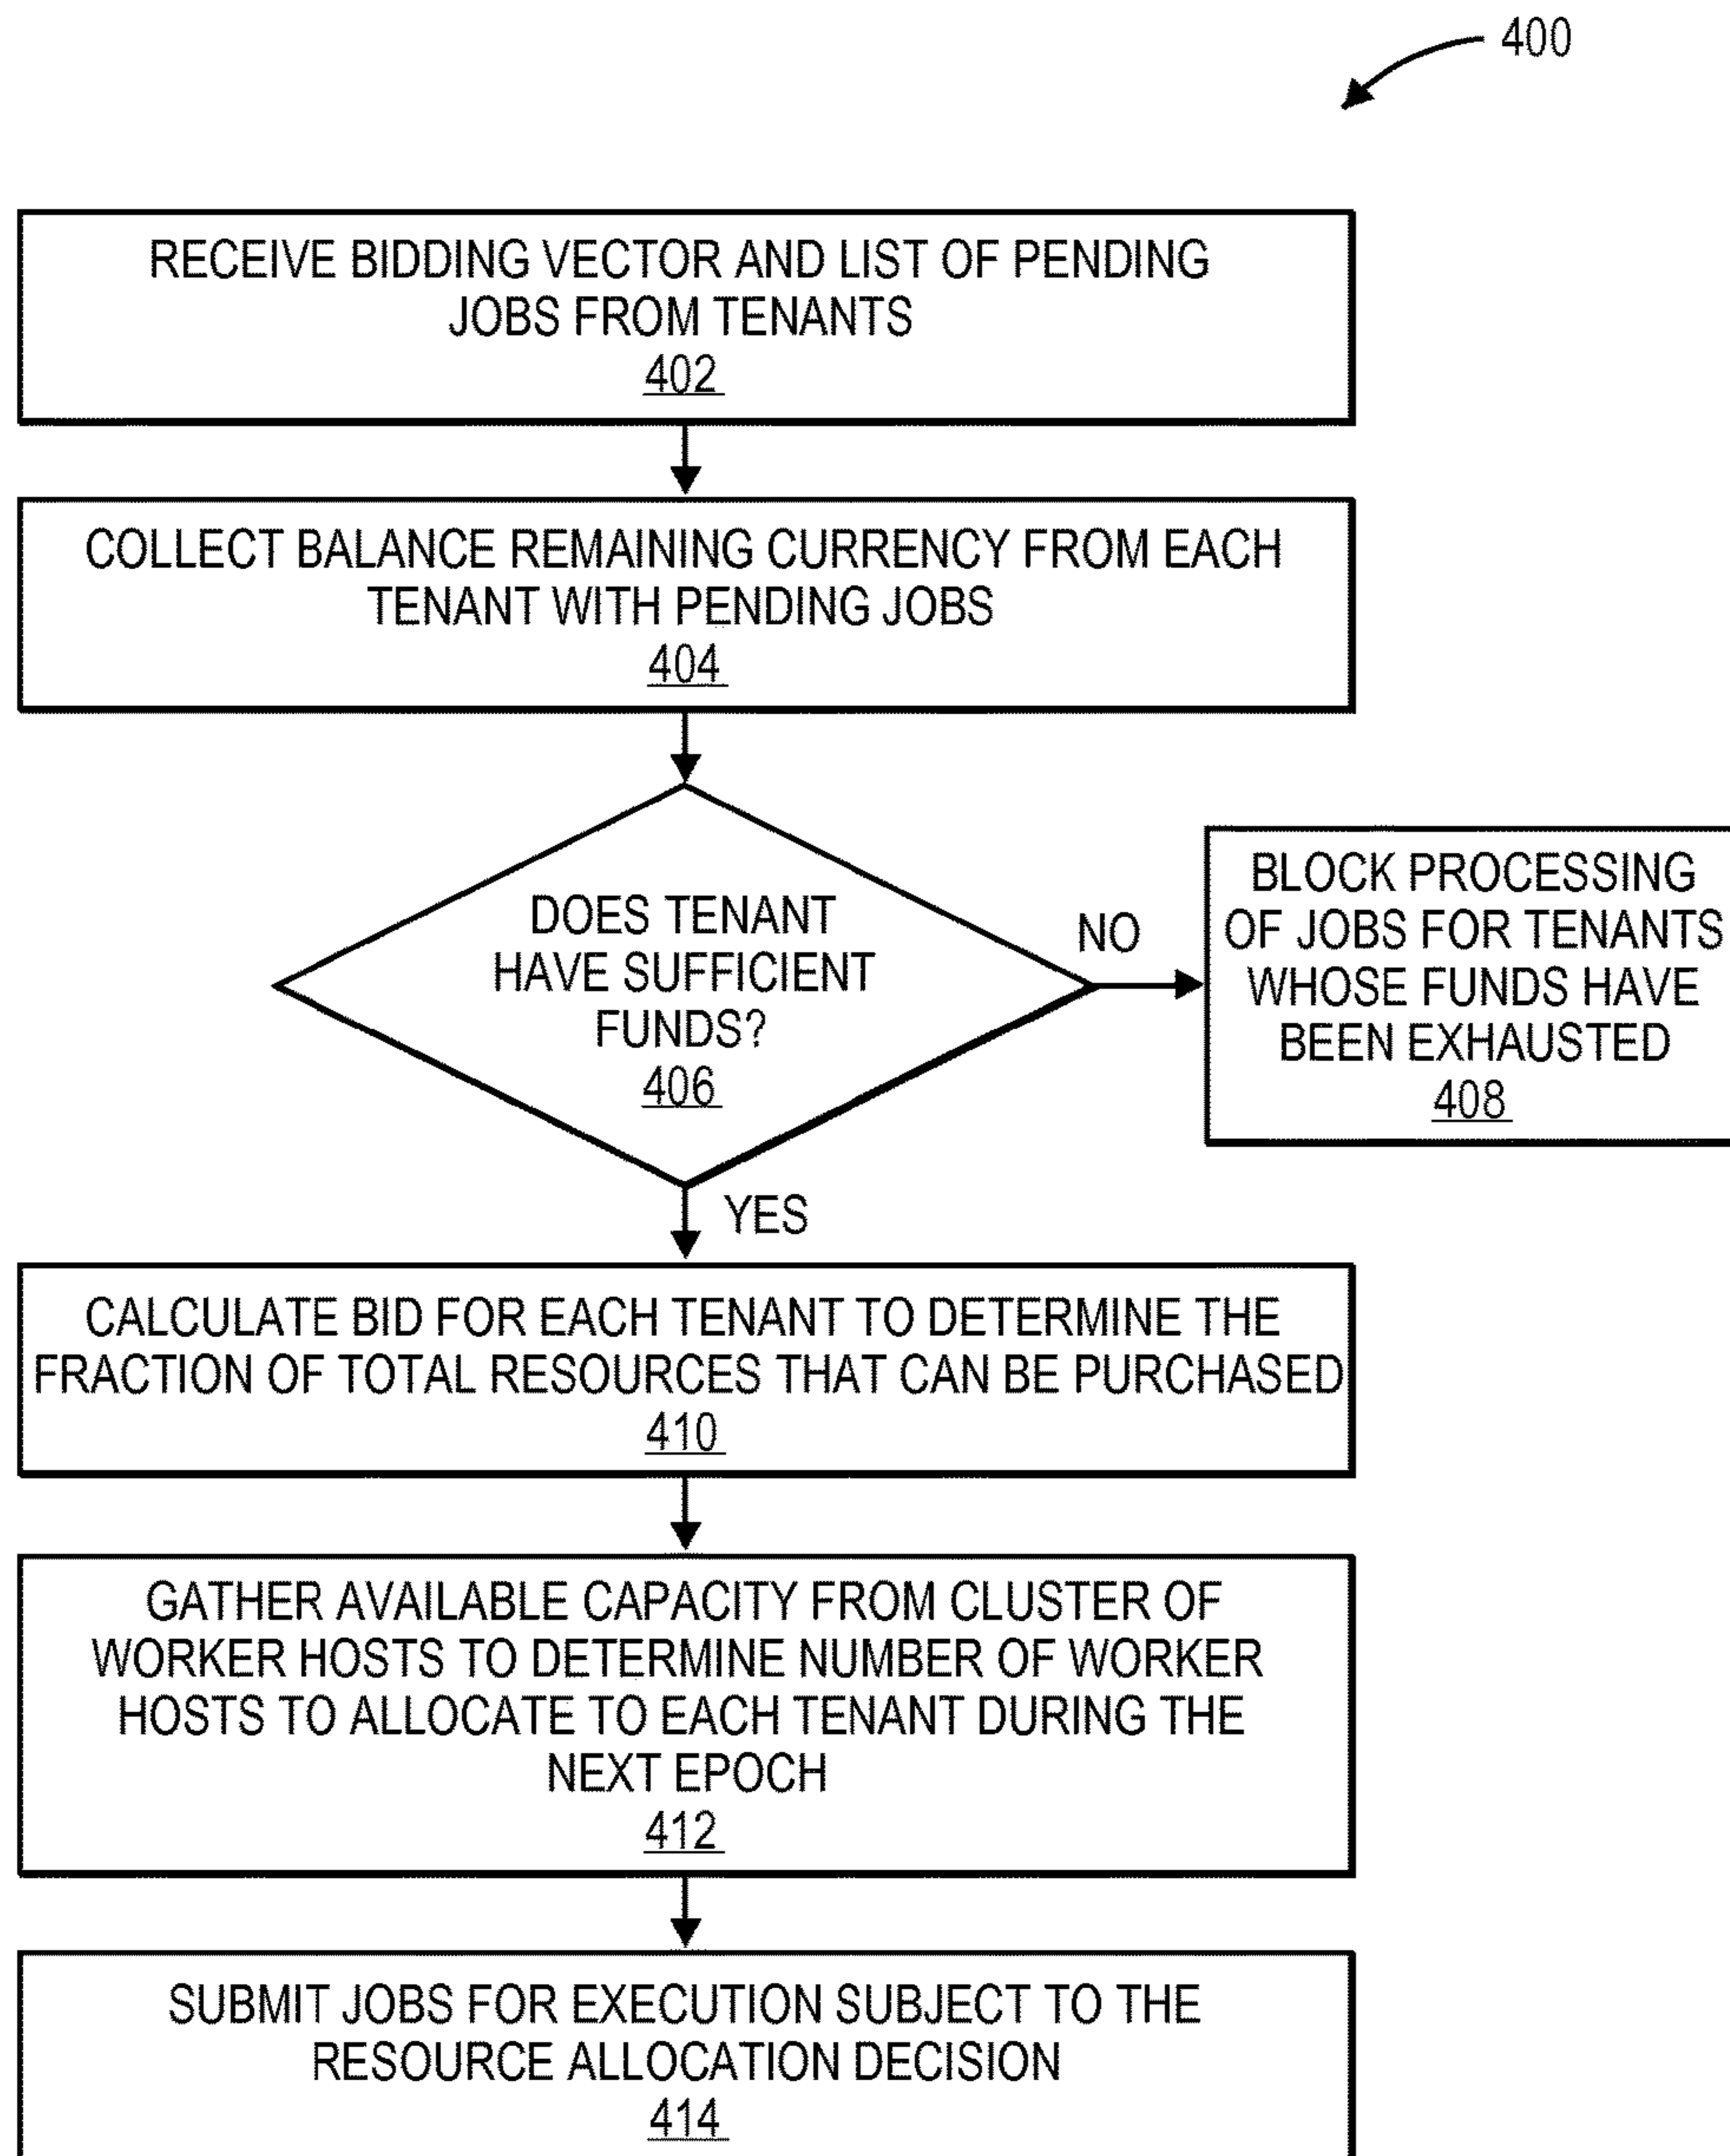 400
RECEIVE BIDDING VECTOR AND LIST OF PENDING
JOBS FROM TENANTS
402
COLLECT BALANCE REMAINING CURRENCY FROM EACH
TENANT WITH PENDING JOBS
404
DOES TENANT
HAVE SUFFICIENT
FUNDS?
406
NO
BLOCK PROCESSING
OF JOBS FOR TENANTS
WHOSE FUNDS HAVE
BEEN EXHAUSTED
408
YES
CALCULATE BID FOR EACH TENANT TO DETERMINE THE
FRACTION OF TOTAL RESOURCES THAT CAN BE PURCHASED
410
GATHER AVAILABLE CAPACITY FROM CLUSTER OF
WORKER HOSTS TO DETERMINE NUMBER OF WORKER
HOSTS TO ALLOCATE TO EACH TENANT DURING THE
NEXT EPOCH
412
SUBMIT JOBS FOR EXECUTION SUBJECT TO THE
RESOURCE ALLOCATION DECISION
414